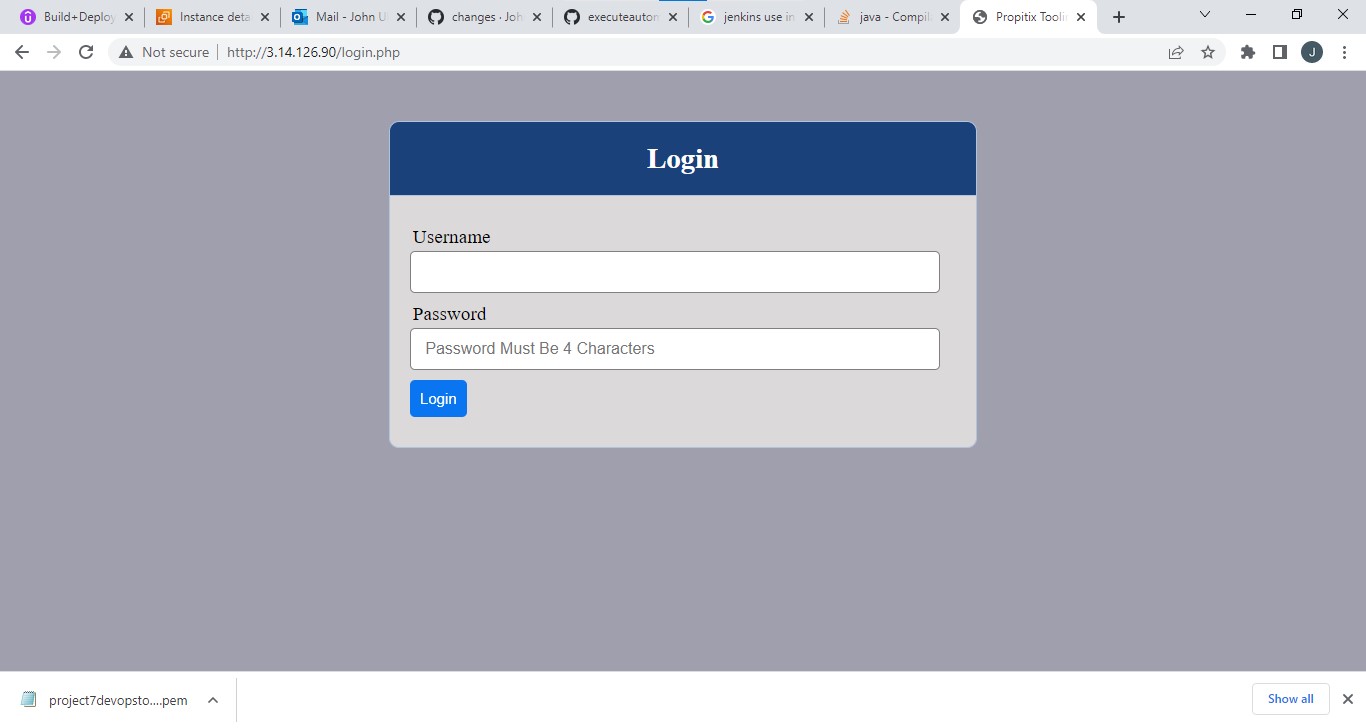 Build+Deploy
Instance deta
Mail - John U
changes · Joh
executeautom
jenkins use in
java - Compil
Propitix Toolin
Not secure
http://3.14.126.90/login.php
J
Login
Username
Password
Password Must Be 4 Characters
Login
project7devopsto....pem
Show all